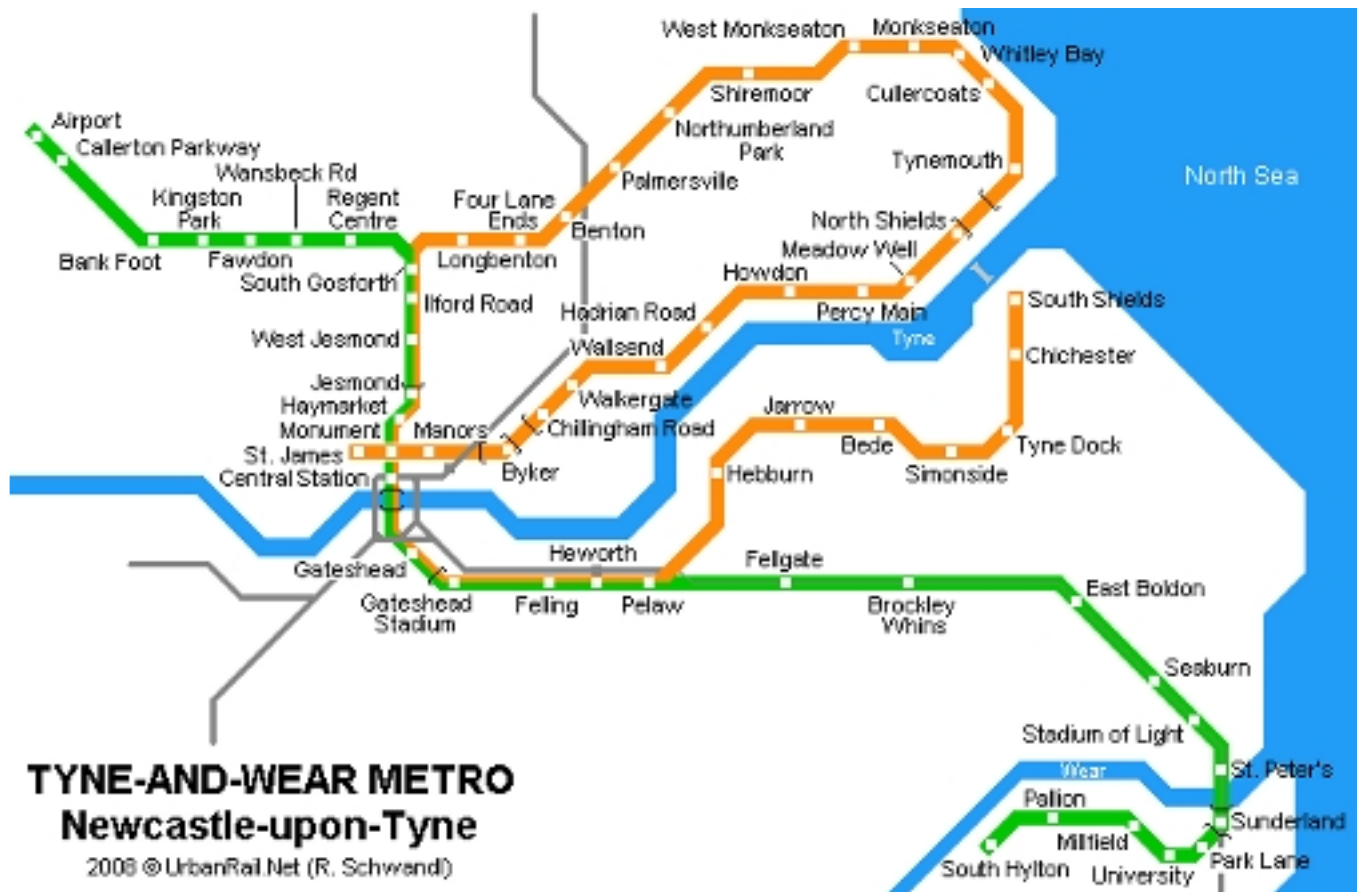 West Monkseaton
Monkseaton
Whitley Bay
Shiremoor
Cullercoats
Airport
Callerton Parkway
Northumberland
Park
Wansbeck Rd
Tynemouth
North Sea
Palmersville
Kingston
Park
Regent
Centre
Four Lane
Ends
North Shields
Benton
Meadow Well
Bank Foot
Fawdon
Longbenton
Howdon
South Gosforth
Ilford Road
South Shields
Hadrian Road
Percy Main
West Jesmond
Tyne
Wallsend
Chichester
Jesmond
Walkergate
Haymarket
Jarrow
Monument
Manors
Chillingham Road
Bede
Tyne Dock
St. James
Byker
Hebburn
Simonside
Central Station
Heworth
Fellgate
Gateshead
East Boldon
Gateshead
Stadium
Felling
Pelaw
Brockley
Whins
Seaburn
Stadium of Light
TYNE-AND-WEAR METRO
Wear
St. Peter's
Pallion
Newcastle-upon-Tyne
Sunderland
Millfield
2008 © UrbanRail.Net (R. Schwandl)
South Hylton
University
Park Lane